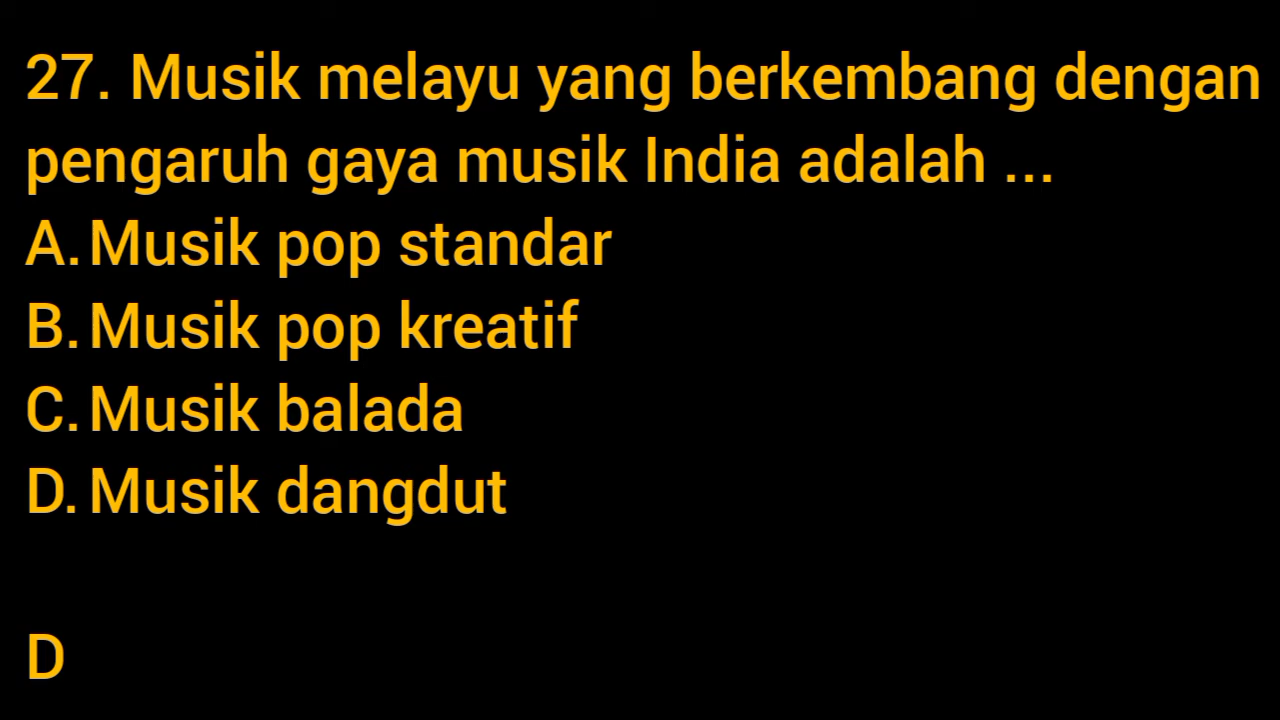 27. Musik melayu yang berkembang dengan
pengaruh gaya musik India adalah ...
A. Musik pop standar
B. Musik pop kreatif
C. Musik balada
D. Musik dangdut
D